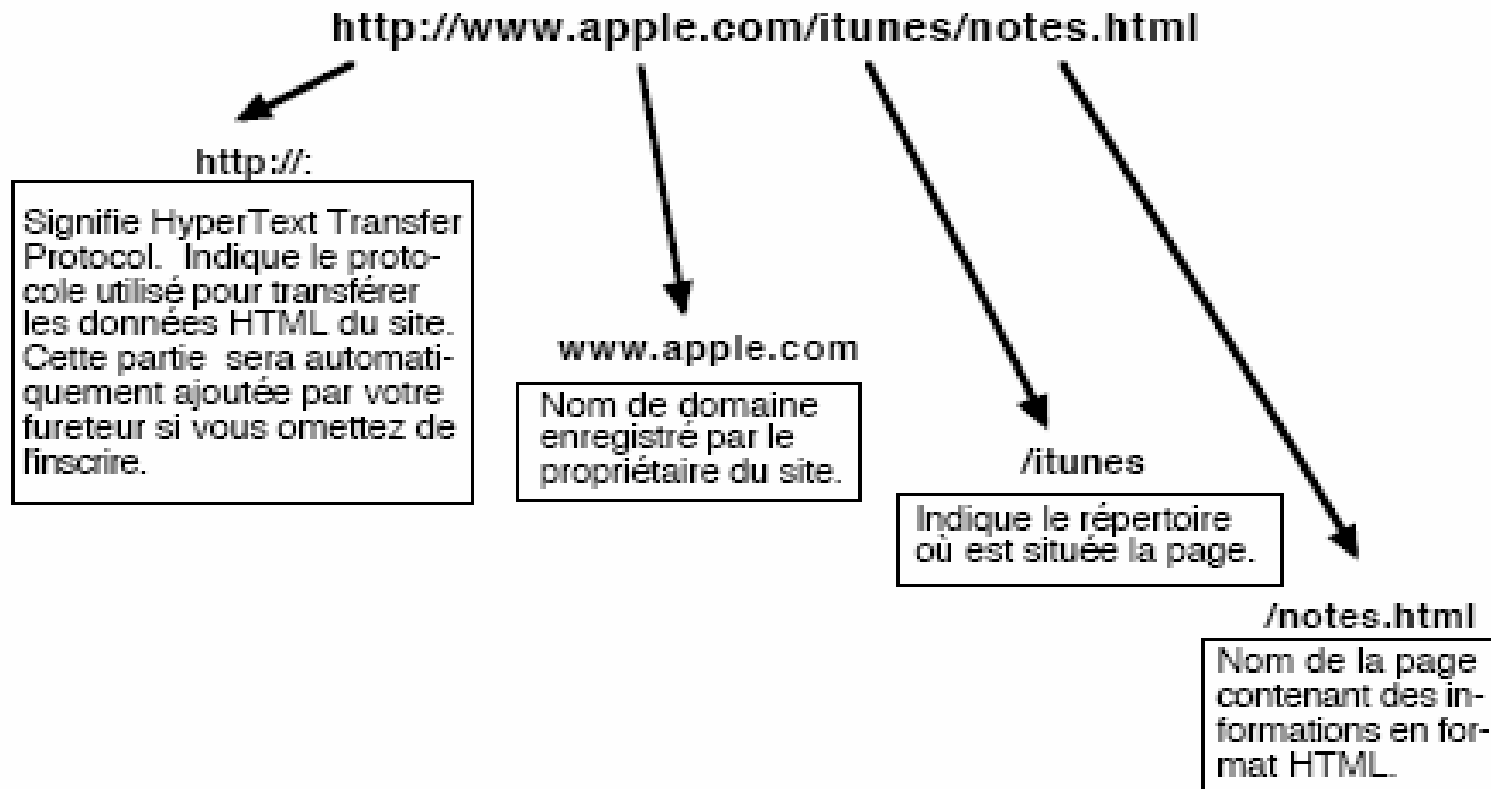 http://www.apple.com/itunes/notes.html
http://:
Signifie HyperText Transfer
Protocol. Indique le proto-
cole utilisé pour transférer
les données HTML du site.
Cette partie sera automati-
quement ajoutée par votre
fureteur si vous omettez de
l'inscrire.
www.apple.com
Nom de domaine
enregistré par le
propriétaire du site.
/itunes
Indique le répertoire
où est située la page.
/notes.html
Nom de la page
contenant des in-
formations en for-
mat HTML.